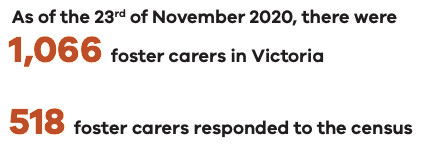 As of the 23rd of November 2020, there were
1,066 foster carers in Victoria
518 foster carers responded to the census